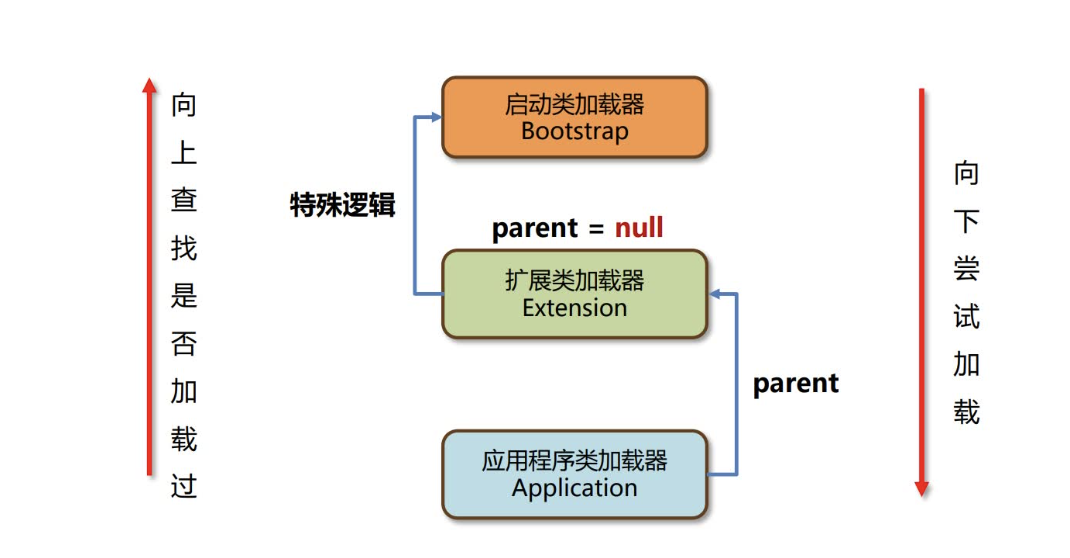 向上查找是否加载过
启动类加载器
Bootstrap
特殊逻辑
parent = null
扩展类加载器
Extension
parent
应用程序类加载器
Application
向下尝试加载